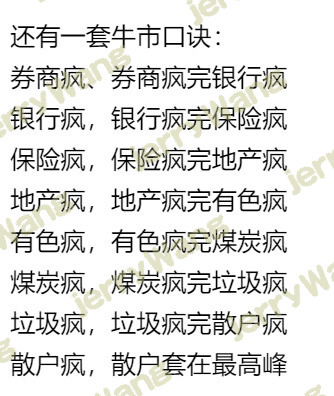 还有一套牛市口诀：
券商疯、券商疯完银行疯
银行疯，银行疯完保险疯
保险疯，保险疯完地产疯
地产疯，地产疯完有色疯
有色疯，有色疯完煤炭疯
煤炭疯，煤炭疯完垃圾疯
垃圾疯，垃圾疯完散户疯
散户疯，散户套在最高峰
JerryWang